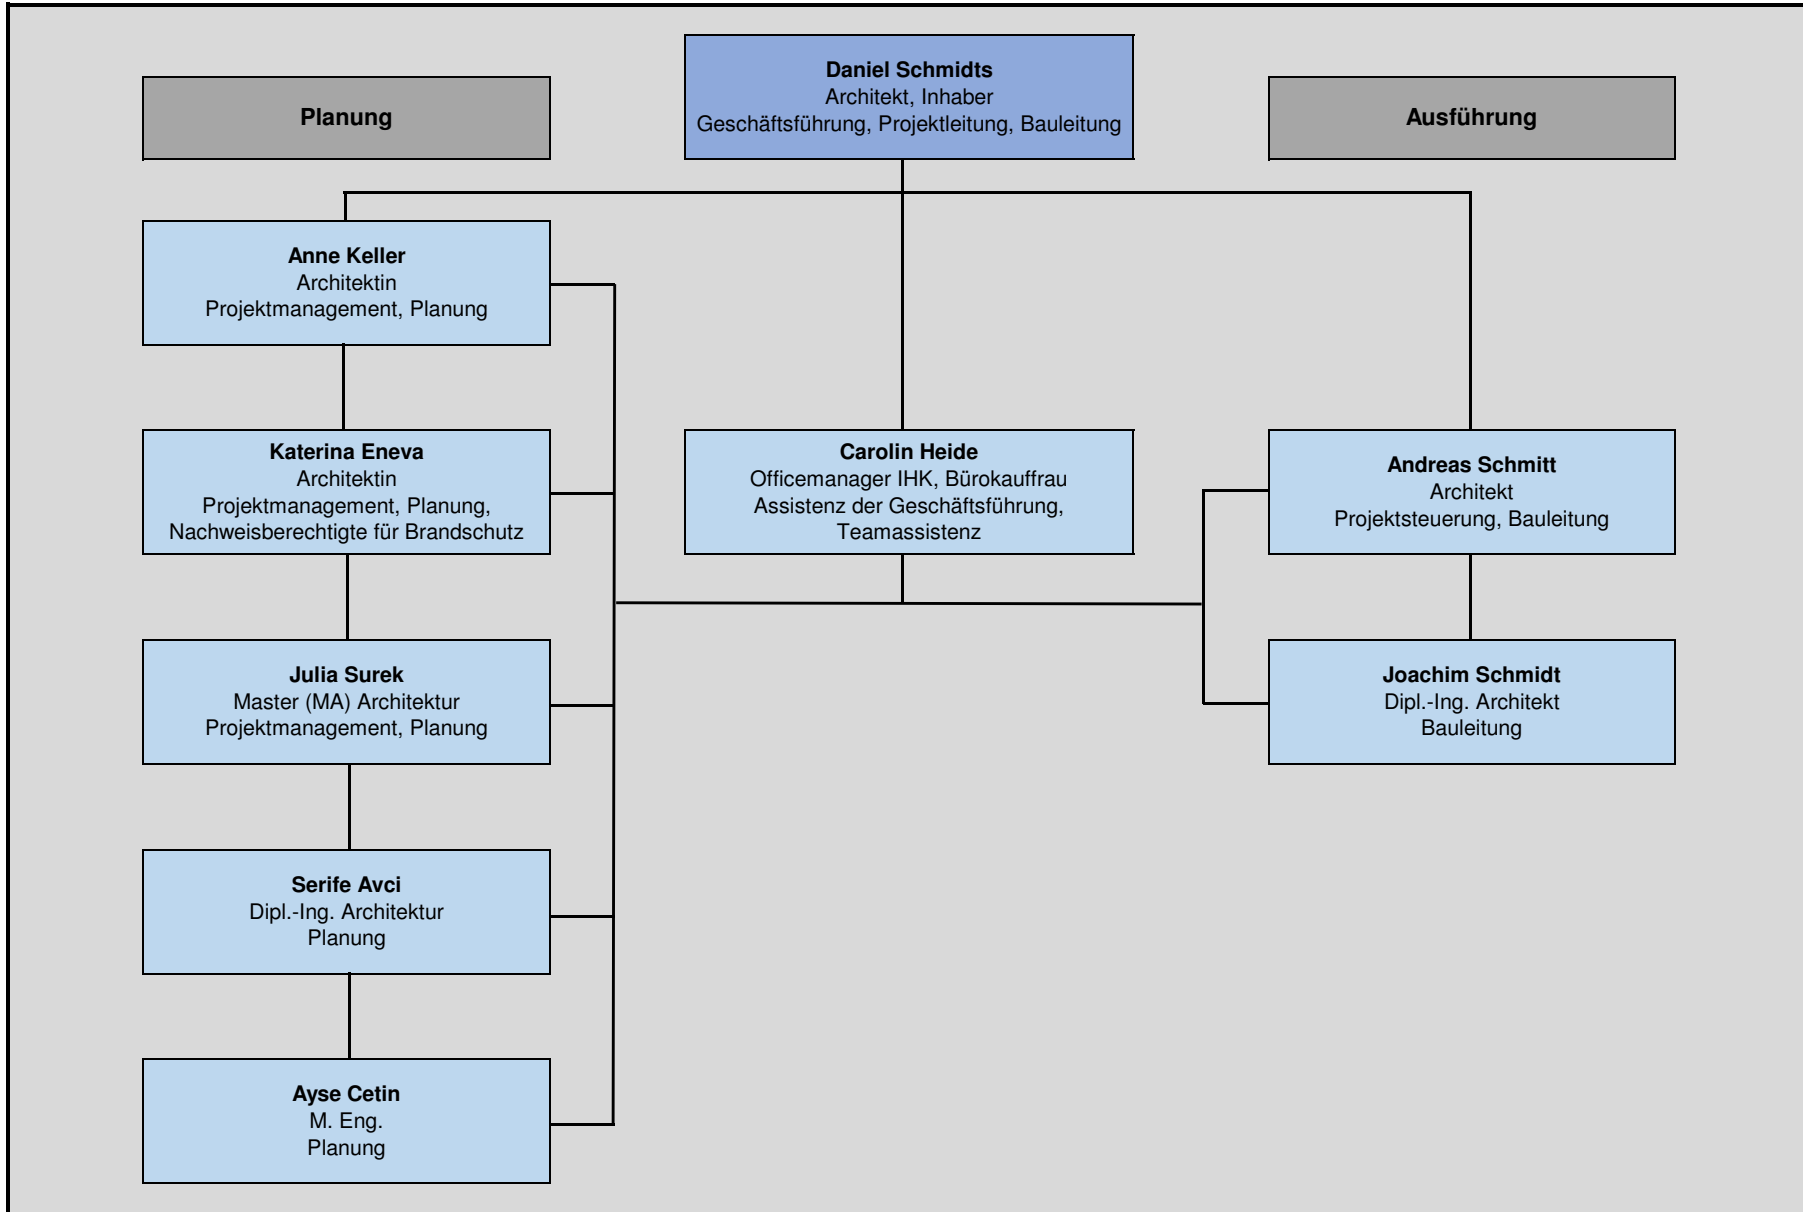 Planung
Daniel Schmidts
Architekt, Inhaber
Geschäftsführung, Projektleitung, Bauleitung
Ausführung
Anne Keller
Architektin
Projektmanagement, Planung
Katerina Eneva
Architektin
Projektmanagement, Planung,
Nachweisberechtigte für Brandschutz
Carolin Heide
Officemanager IHK, Bürokauffrau
Assistenz der Geschäftsführung,
Teamassistenz
Andreas Schmitt
Architekt
Projektsteuerung, Bauleitung
Julia Surek
Master (MA) Architektur
Projektmanagement, Planung
Joachim Schmidt
Dipl.-Ing. Architekt
Bauleitung
Serife Avci
Dipl.-Ing. Architektur
Planung
Ayse Cetin
M. Eng.
Planung